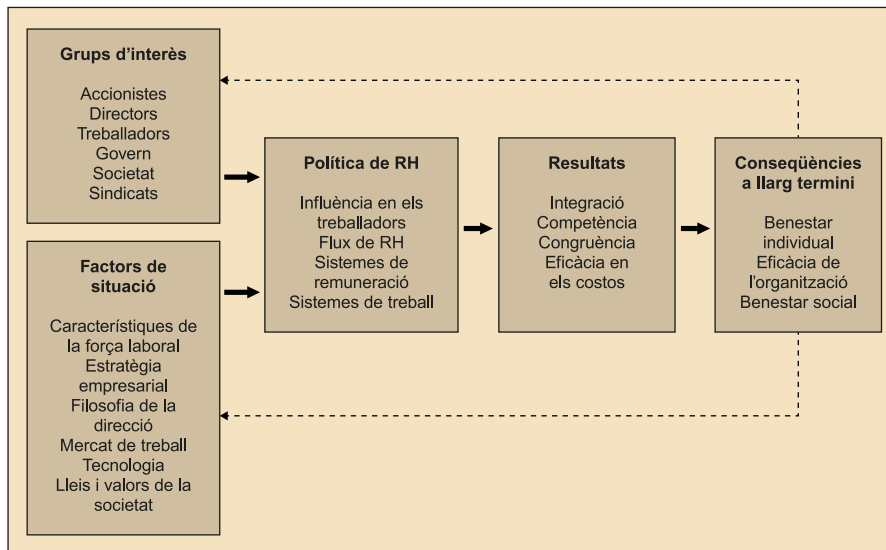 Grups d'interès
Accionistes
Directors
Treballadors
Govern
Societat
Sindicats
Factors de
situació
Característiques de
la força laboral
Estratègia
empresarial
Filosofia de la
direcció
Mercat de treball
Tecnologia
Lleis i valors de la
societat
Política de RH
Influència en els
treballadors
Flux de RH
Sistemes de
remuneració
Sistemes de treball
Resultats
Integració
Competència
Congruència
Eficàcia en
els costos
Conseqüències
a llarg termini
Benestar
individual
Eficàcia de
l'organització
Benestar social